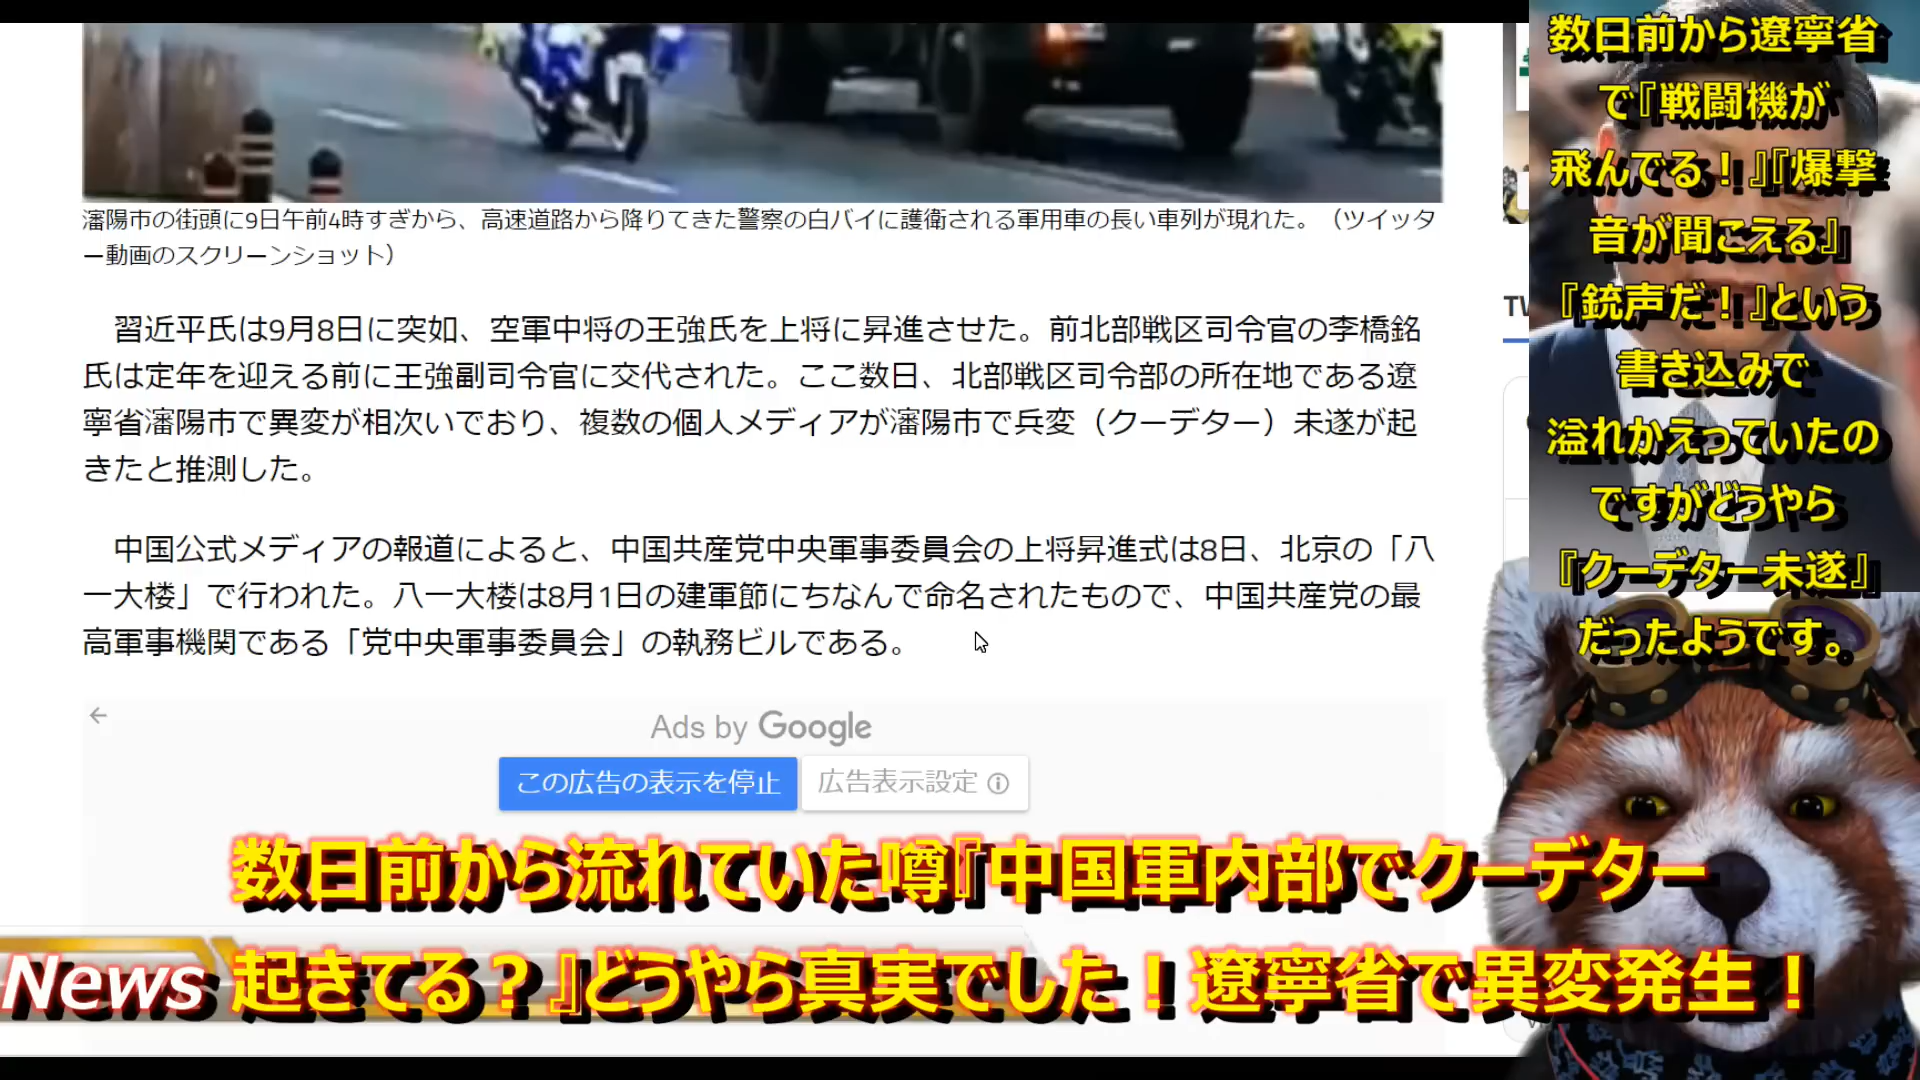 瀋陽市の街頭に9日午前4時すぎから、高速道路から降りてきた警察の白バイに護衛される軍用車の長い車列が現れた。（ツイッタ
ー動画のスクリーンショット）
習近平氏は9月8日に突如、空軍中将の王強氏を上将に昇進させた。前北部戦区司令官の李橋銘
氏は定年を迎える前に王強副司令官に交代された。ここ数日、北部戦区司令部の所在地である遼
寧省瀋陽市で異変が相次いでおり、複数の個人メディアが瀋陽市で兵変（クーデター）未遂が起
きたと推測した。
中国公式メディアの報道によると、中国共産党中央軍事委員会の上将昇進式は8日、北京の「八
一大楼」で行われた。八一大楼は8月1日の建軍節にちなんで命名されたもので、中国共産党の最
高軍事機関である「党中央軍事委員会」の執務ビルである。
Ads by Google
この広告の表示を停止
広告表示設定
数日前から遼寧省
で『戦闘機が
飛んでる！』『爆撃
音が聞こえる』
『銃声だ！』という
書き込みで
溢れかえっていたの
ですがどうやら
『クーデター未遂』
だったようです。
数日前から流れていた噂『中国軍内部でクーデター
News
起きてる？』どうやら真実でした！遼寧省で異変発生！